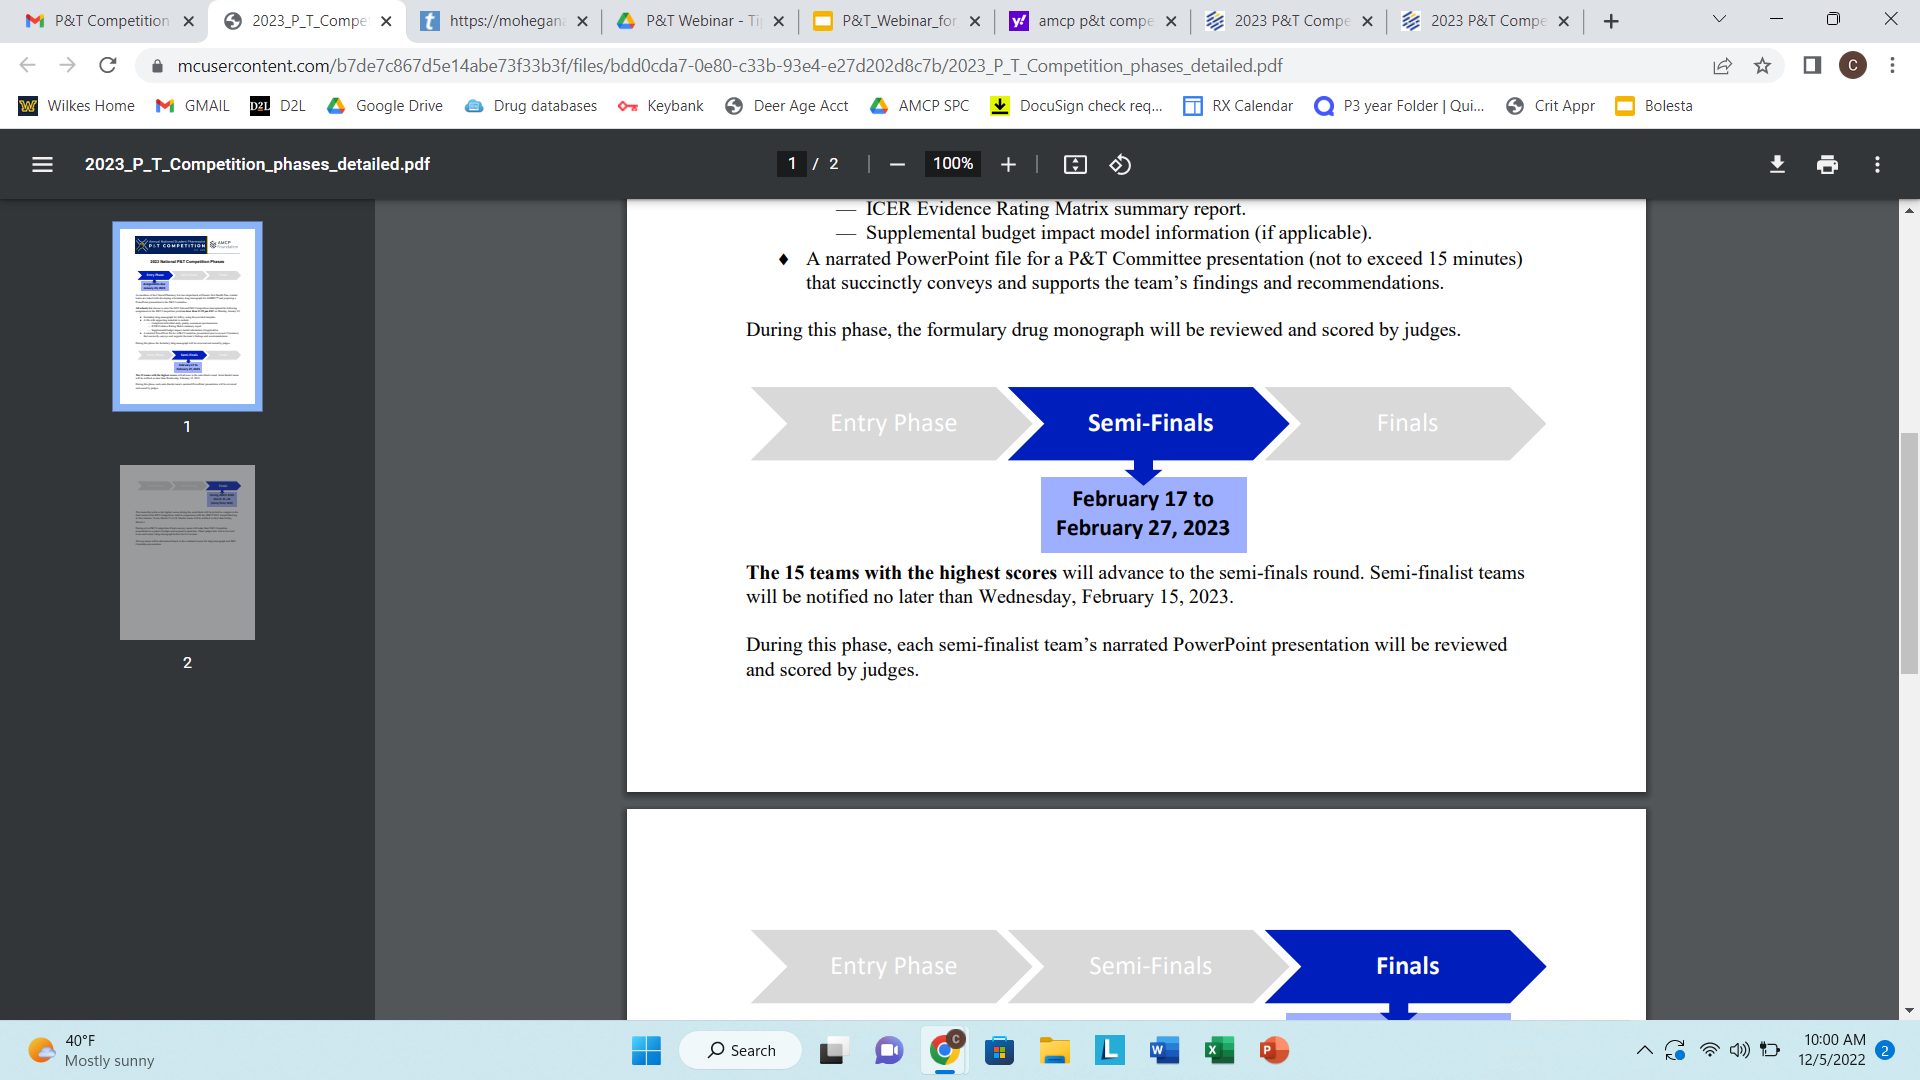 P&T Competition
2023_P_T_Compe
https://mohegan
P&T Webinar - Ti
P&T_Webinar_for
amcp p&t compe
2023 P&T Compe
2023 P&T Compe
mcusercontent.com/b7de7c867d5e14abe73f33b3f/files/bdd0cda7-0e80-c33b-93e4-e27d202d8c7b/2023_P_T_Competition_phases_detailed.pdf
C
Wilkes Home
GMAIL
D2L
D2L
Google Drive
Drug databases
Keybank
Deer Age Acct
AMCP SPC
DocuSign check req...
RX Calendar
P3 year Folder | Qui...
Crit Appr
Bolesta
2023_P_T_Competition_phases_detailed.pdf
1 / 2
100%
1
2
— ICER Evidence Rating Matrix summary report.
— Supplemental budget impact model information (if applicable).
♦ A narrated PowerPoint file for a P&T Committee presentation (not to exceed 15 minutes)
that succinctly conveys and supports the team’s findings and recommendations.
During this phase, the formulary drug monograph will be reviewed and scored by judges.
Entry Phase
Semi-Finals
Finals
February 17 to
February 27, 2023
The 15 teams with the highest scores will advance to the semi-finals round. Semi-finalist teams
will be notified no later than Wednesday, February 15, 2023.
During this phase, each semi-finalist team’s narrated PowerPoint presentation will be reviewed
and scored by judges.
Entry Phase
Semi-Finals
Finals
40°F
Mostly sunny
Search
C
10:00 AM
12/5/2022
2